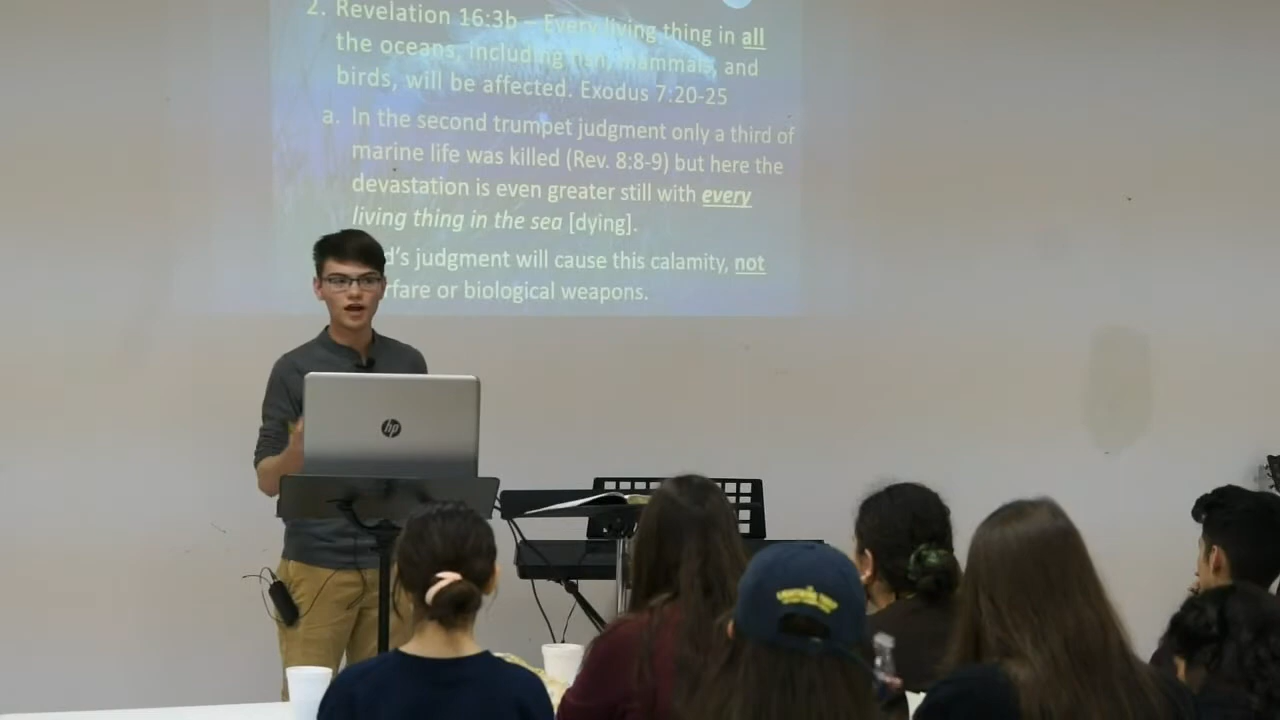 2. Revelation 16:3b – Every living thing in all
the oceans, including fish, mammals, and
birds, will be affected. Exodus 7:20-25
a. In the second trumpet judgment only a third of
marine life was killed (Rev. 8:8-9) but here the
devastation is even greater still with every
living thing in the sea [dying].
d's judgment will cause this calamity, not
rfare or biological weapons.
hp